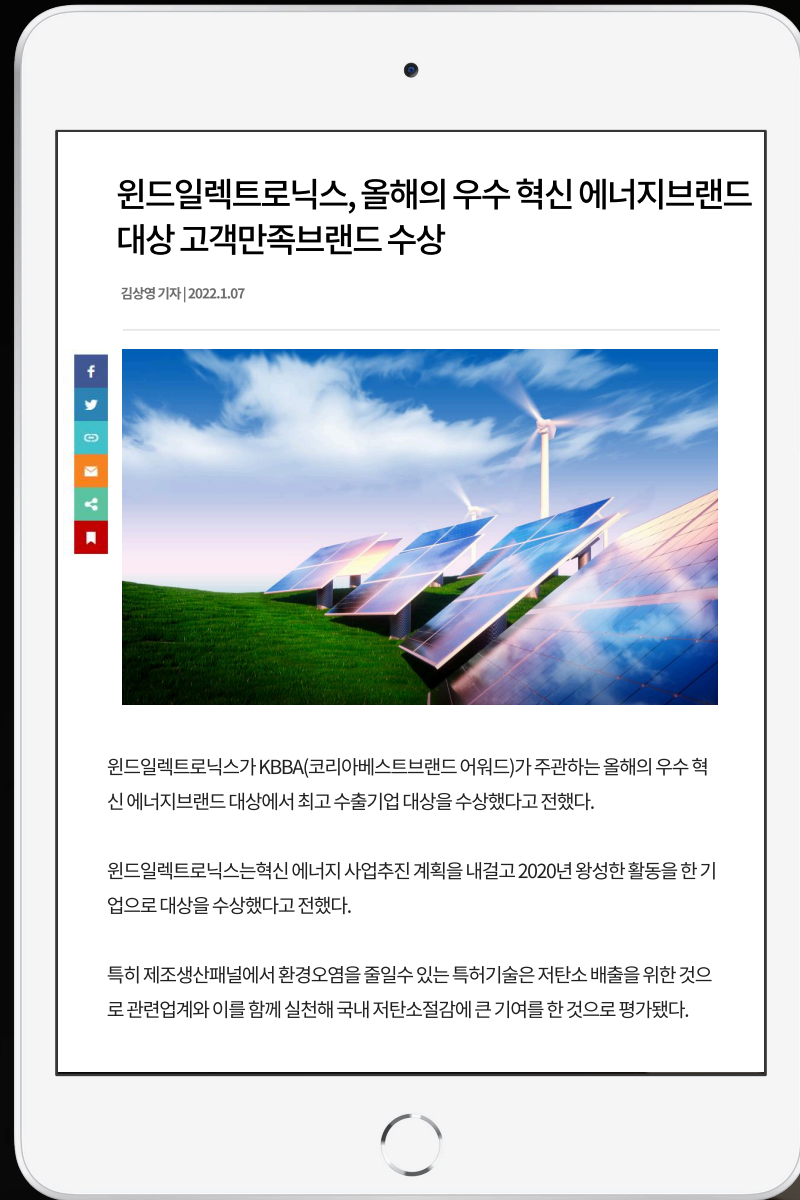 윈드일렉트로닉스, 올해의 우수 혁신 에너지브랜드
대상 고객만족브랜드 수상
김상영 기자 | 2022.1.07
윈드일렉트로닉스가 KBBA(코리아베스트브랜드 어워드)가 주관하는 올해의 우수 혁
신 에너지브랜드 대상에서 최고 수출기업 대상을 수상했다고 전했다.
윈드일렉트로닉스는혁신 에너지 사업추진 계획을 내걸고 2020년 왕성한 활동을 한 기
업으로 대상을 수상했다고 전했다.
특히 제조생산패널에서 환경오염을 줄일수 있는 특허기술은 저탄소 배출을 위한 것으
로 관련업계와 이를 함께 실천해 국내 저탄소절감에 큰 기여를 한 것으로 평가됐다.